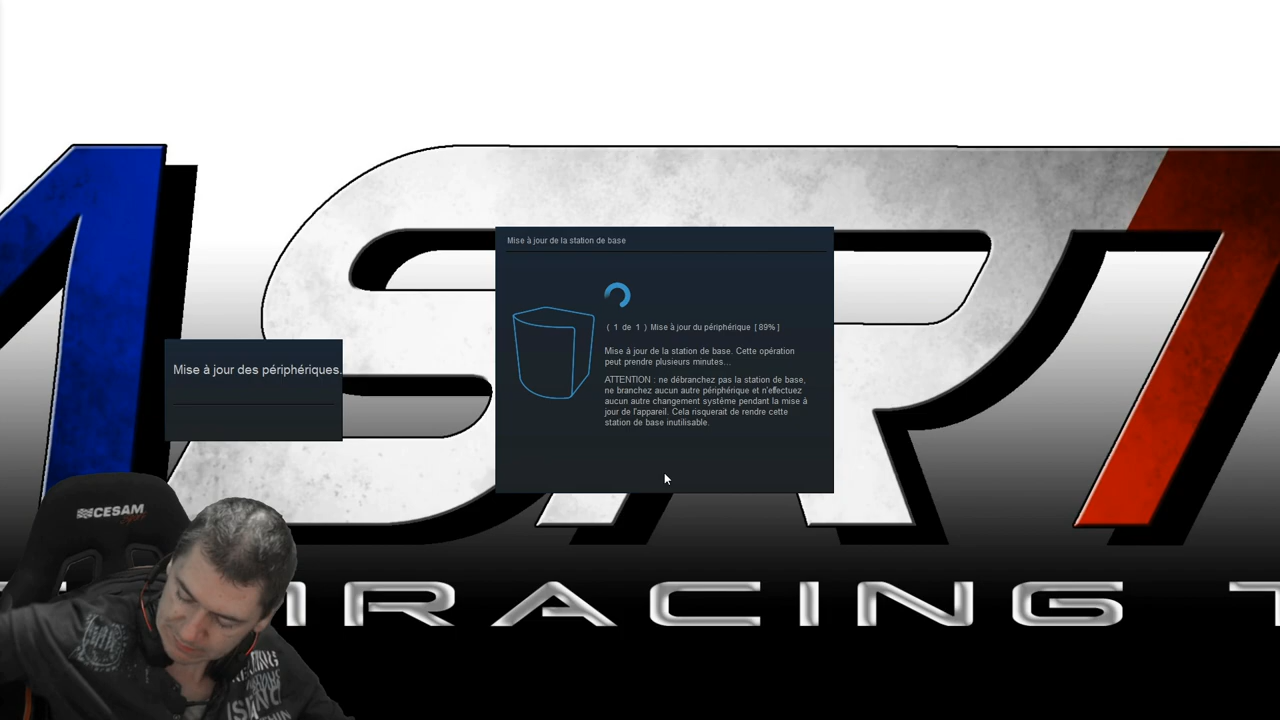 Mise à jour de la station de base
( 1 de 1 ) Mise à jour du périphérique [ 89% ]
Mise à jour de la station de base. Cette opération
peut prendre plusieurs minutes...
ATTENTION : ne débranchez pas la station de base,
ne branchez aucun autre périphérique et n'effectuez
aucun autre changement système pendant la mise à
jour de l'appareil. Cela risquerait de rendre cette
station de base inutilisable.
Mise à jour des périphériques.
CESAM
IRACING